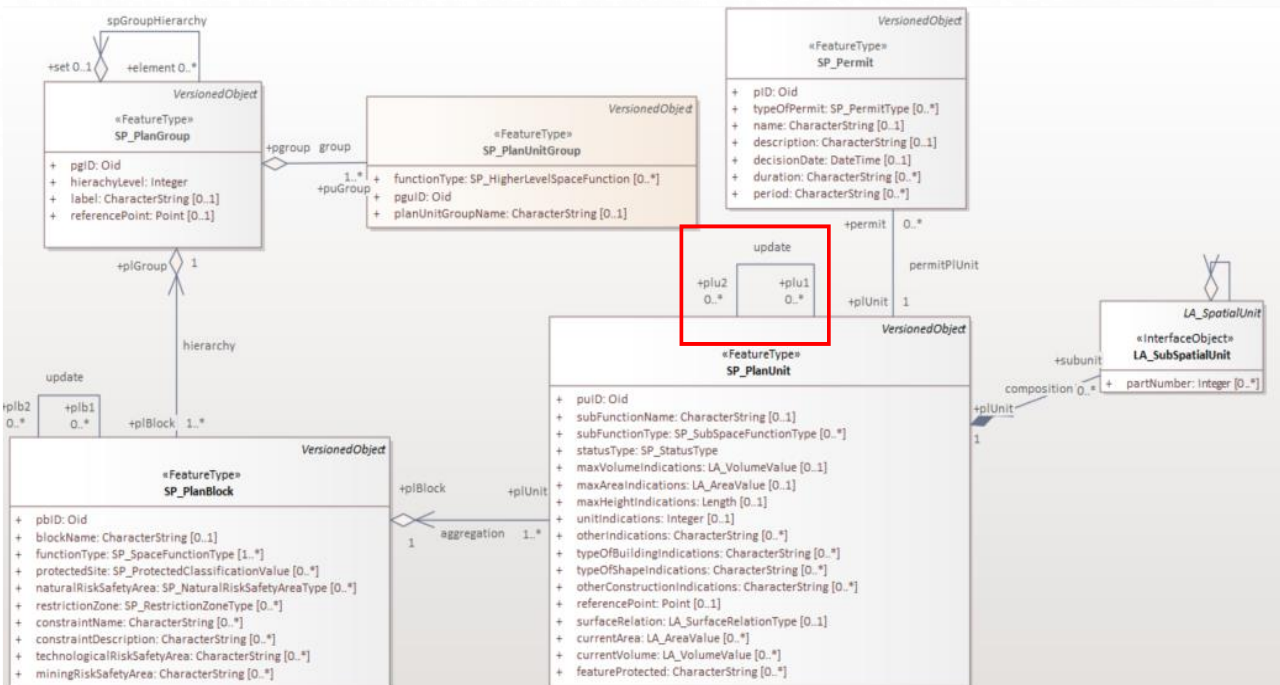 spGroupHierarchy
+set 0..1
+element 0..*
VersionedObject
«FeatureType»
SP_PlanGroup
+ pgID: Oid
+ hierachyLevel: Integer
+ label: CharacterString [0..1]
+ referencePoint: Point [0..1]
+pgroup group
1..*
+puGroup
VersionedObject
«FeatureType»
SP_PlanUnitGroup
+ functionType: SP_HigherLevelSpaceFunction [0..*]
+ pguID: Oid
+ planUnitGroupName: CharacterString [0..1]
VersionedObject
«FeatureType»
SP_Permit
+ pID: Oid
+ typeOfPermit: SP_PermitType [0..*]
+ name: CharacterString [0..1]
+ description: CharacterString [0..1]
+ decisionDate: DateTime [0..1]
+ duration: CharacterString [0..*]
+ period: CharacterString [0..*]
+permit 0..*
permitPlUnit
+plUnit 1
update
+plu2
0..*
+plu1
0..*
+plGroup 1
hierarchy
+plBlock 1..*
update
+plb2
0..*
+plb1
0..*
VersionedObject
«FeatureType»
SP_PlanBlock
+ pbID: Oid
+ blockName: CharacterString [0..1]
+ functionType: SP_SpaceFunctionType [1..*]
+ protectedSite: SP_ProtectedClassificationValue [0..*]
+ naturalRiskSafetyArea: SP_NaturalRiskSafetyAreaType [0..*]
+ restrictionZone: SP_RestrictionZoneType [0..*]
+ constraintName: CharacterString [0..*]
+ constraintDescription: CharacterString [0..*]
+ technologicalRiskSafetyArea: CharacterString [0..*]
+ miningRiskSafetyArea: CharacterString [0..*]
+plBlock
1
aggregation
+plUnit
1..*
VersionedObject
«FeatureType»
SP_PlanUnit
+ puID: Oid
+ subFunctionName: CharacterString [0..1]
+ subFunctionType: SP_SubSpaceFunctionType [0..*]
+ statusType: SP_StatusType
+ maxVolumeIndications: LA_VolumeValue [0..1]
+ maxAreaIndications: LA_AreaValue [0..1]
+ maxHeightIndications: Length [0..1]
+ unitIndications: Integer [0..1]
+ otherIndications: CharacterString [0..*]
+ typeOfBuildingIndications: CharacterString [0..*]
+ typeOfShapeIndications: CharacterString [0..*]
+ otherConstructionIndications: CharacterString [0..*]
+ referencePoint: Point [0..1]
+ surfaceRelation: LA_SurfaceRelationType [0..1]
+ currentArea: LA_AreaValue [0..*]
+ currentVolume: LA_VolumeValue [0..*]
+ featureProtected: CharacterString [0..*]
+plUnit
1
composition
+subunit
0..*
LA_SpatialUnit
«InterfaceObject»
LA_SubSpatialUnit
+ partNumber: Integer [0..*]